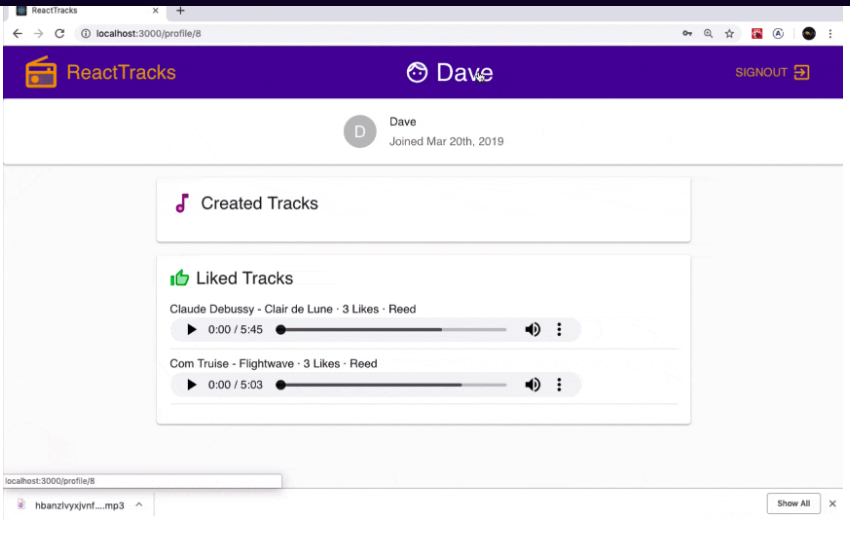 ReactTracks
localhost:3000/profile/8
ReactTracks
Dave
SIGNOUT
D
Dave
Joined Mar 20th, 2019
Created Tracks
Liked Tracks
Claude Debussy - Clair de Lune · 3 Likes · Reed
0:00 / 5:45
Com Truise - Flightwave · 3 Likes · Reed
0:00 / 5:03
localhost:3000/profile/8
hbanzlvyxjvnf....mp3
Show All